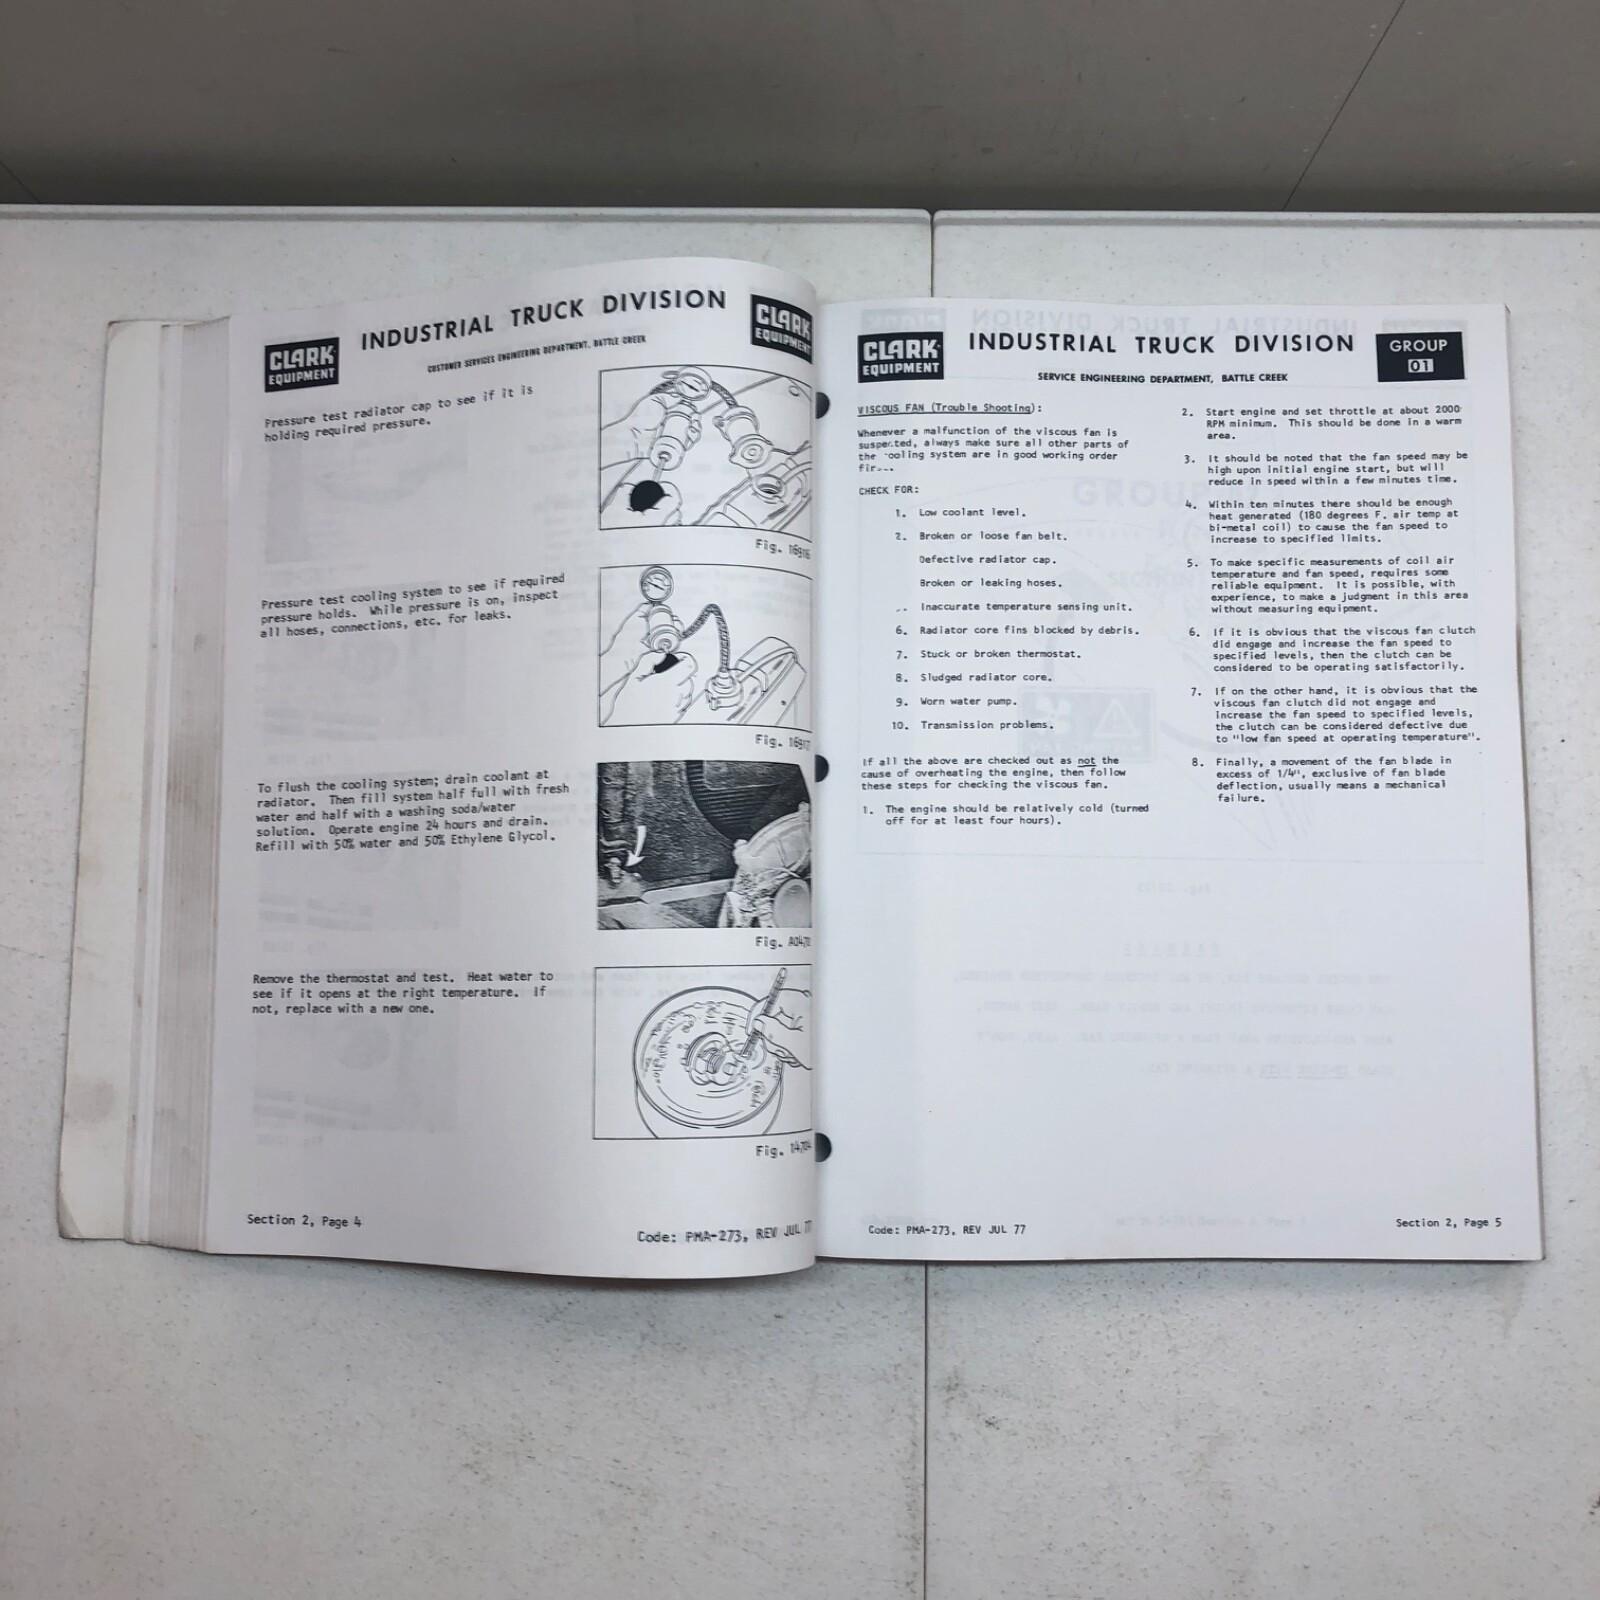 CLARK
EQUIPMENT
INDUSTRIAL TRUCK DIVISION
CUSTOMER SERVICES ENGINEERING DEPARTMENT, BATTLE CREEK
CLARK
EQUIPMENT
Pressure test radiator cap to see if it is
holding required pressure.
Fig. 16916
Pressure test cooling system to see if required
pressure holds. While pressure is on, inspect
all hoses, connections, etc. for leaks.
Fig. 16917
To flush the cooling system; drain coolant at
radiator. Then fill system half full with fresh
water and half with a washing soda/water
solution. Operate engine 24 hours and drain.
Refill with 50% water and 50% Ethylene Glycol.
Fig.
Remove the thermostat and test. Heat water to
see if it opens at the right temperature. If
not, replace with a new one.
Fig. 14704
Section 2, Page 4
Code: PMA-273, REV JUL 77
CLARK
EQUIPMENT
INDUSTRIAL TRUCK DIVISION
SERVICE ENGINEERING DEPARTMENT, BATTLE CREEK
GROUP
01
VISCOUS FAN (Trouble Shooting):
Whenever a malfunction of the viscous fan is
suspected, always make sure all other parts of
the cooling system are in good working order
CHECK FOR:
1. Low coolant level.
2. Broken or loose fan belt.
Defective radiator cap.
Broken or leaking hoses.
Inaccurate temperature sensing unit.
6. Radiator core fins blocked by debris.
7. Stuck or broken thermostat.
8. Sludged radiator core.
9. Worn water pump.
10. Transmission problems.
If all the above are checked out as not the
cause of overheating the engine, then follow
these steps for checking the viscous fan.
1. The engine should be relatively cold (turned
off for at least four hours).
2. Start engine and set throttle at about 2000
RPM minimum. This should be done in a warm
area.
3. It should be noted that the fan speed may be
high upon initial engine start, but will
reduce in speed within a few minutes time.
4. Within ten minutes there should be enough
heat generated (180 degrees F. air temp at
bi-metal coil) to cause the fan speed to
increase to specified limits.
5. To make specific measurements of coil air
temperature and fan speed, requires some
reliable equipment. It is possible, with
experience, to make a judgment in this area
without measuring equipment.
6. If it is obvious that the viscous fan clutch
did engage and increase the fan speed to
specified levels, then the clutch can be
considered to be operating satisfactorily.
7. If on the other hand, it is obvious that the
viscous fan clutch did not engage and
increase the fan speed to specified levels,
the clutch can be considered defective due
to "low fan speed at operating temperature".
8. Finally, a movement of the fan blade in
excess of 1/4", exclusive of fan blade
deflection, usually means a mechanical
failure.
Code: PMA-273, REV JUL 77
Section 2, Page 5